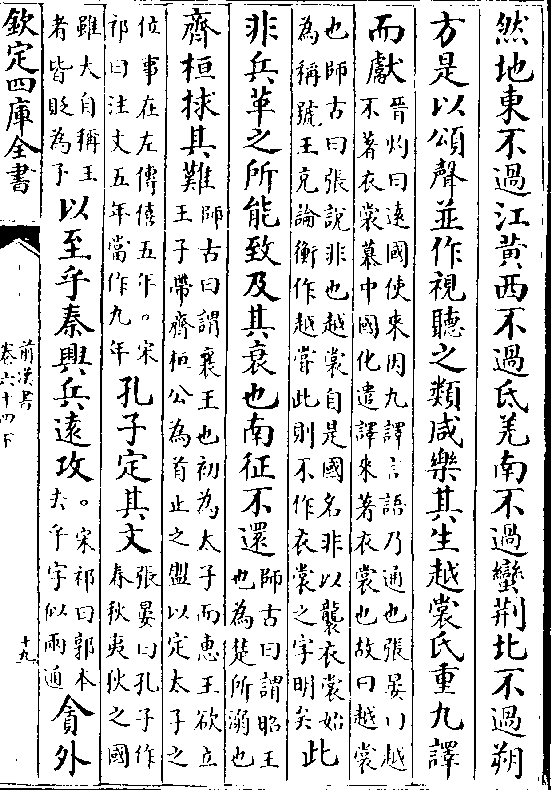 然地東不過江黄西不過氐羌南不過蠻荆北不過朔
方是以頌聲並作視聽之類咸樂其生越裳氏重九譯
而獻晋灼曰遠國使來因九譯言語乃通也張晏曰越
不著衣裳慕中國化遣譯來著衣裳也故曰越裳
也師古曰張說非也越裳自是國名非以襲衣裳始
為稱號王充論衡作越嘗此則不作衣裳之字明矣此
非兵革之所能致及其衰也南征不還師古曰謂昭王
也為楚所溺也
齊桓捄其難師古曰謂襄王也初為太子而惠王欲立
王子帶齊桓公為首止之盟以定太子之
位事在左傳僖五年。宋
祁曰注文五年當作九年孔子定其文張晏曰孔子作
春秋夷狄之國
雖大自稱王
者皆貶為子以至乎秦興兵遠攻。宋祁曰郭本
去乎字似兩通貪外
欽定四庫全書
前漢書
卷六十四下
十九